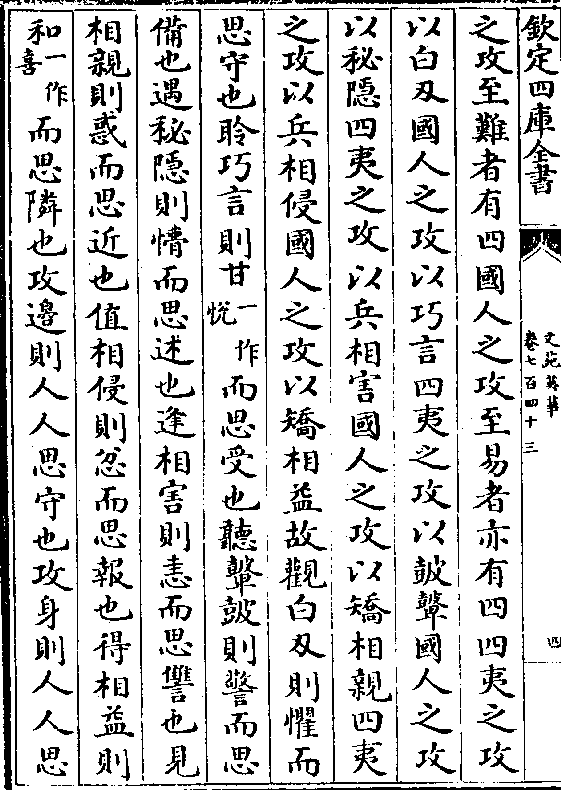 欽定四庫全書
文苑英華
卷七百四十三
四
之攻至難者有四國人之攻至易者亦有四四夷之攻
以白刃國人之攻以巧言四夷之攻以皷鼙國人之攻
以秘隠四夷之攻以兵相害國人之攻以矯相親四夷
之攻以兵相侵國人之攻以矯相益故觀白刃則懼而
思守也聆巧言則甘一作悅而思受也聽鼙皷則警而思
備也遇秘隠則惰而思述也逢相害則恚而思讐也見
相親則惑而思近也值相侵則忿而思報也得相益則
和一作喜而思隣也攻邉則人人思守也攻身則人人思